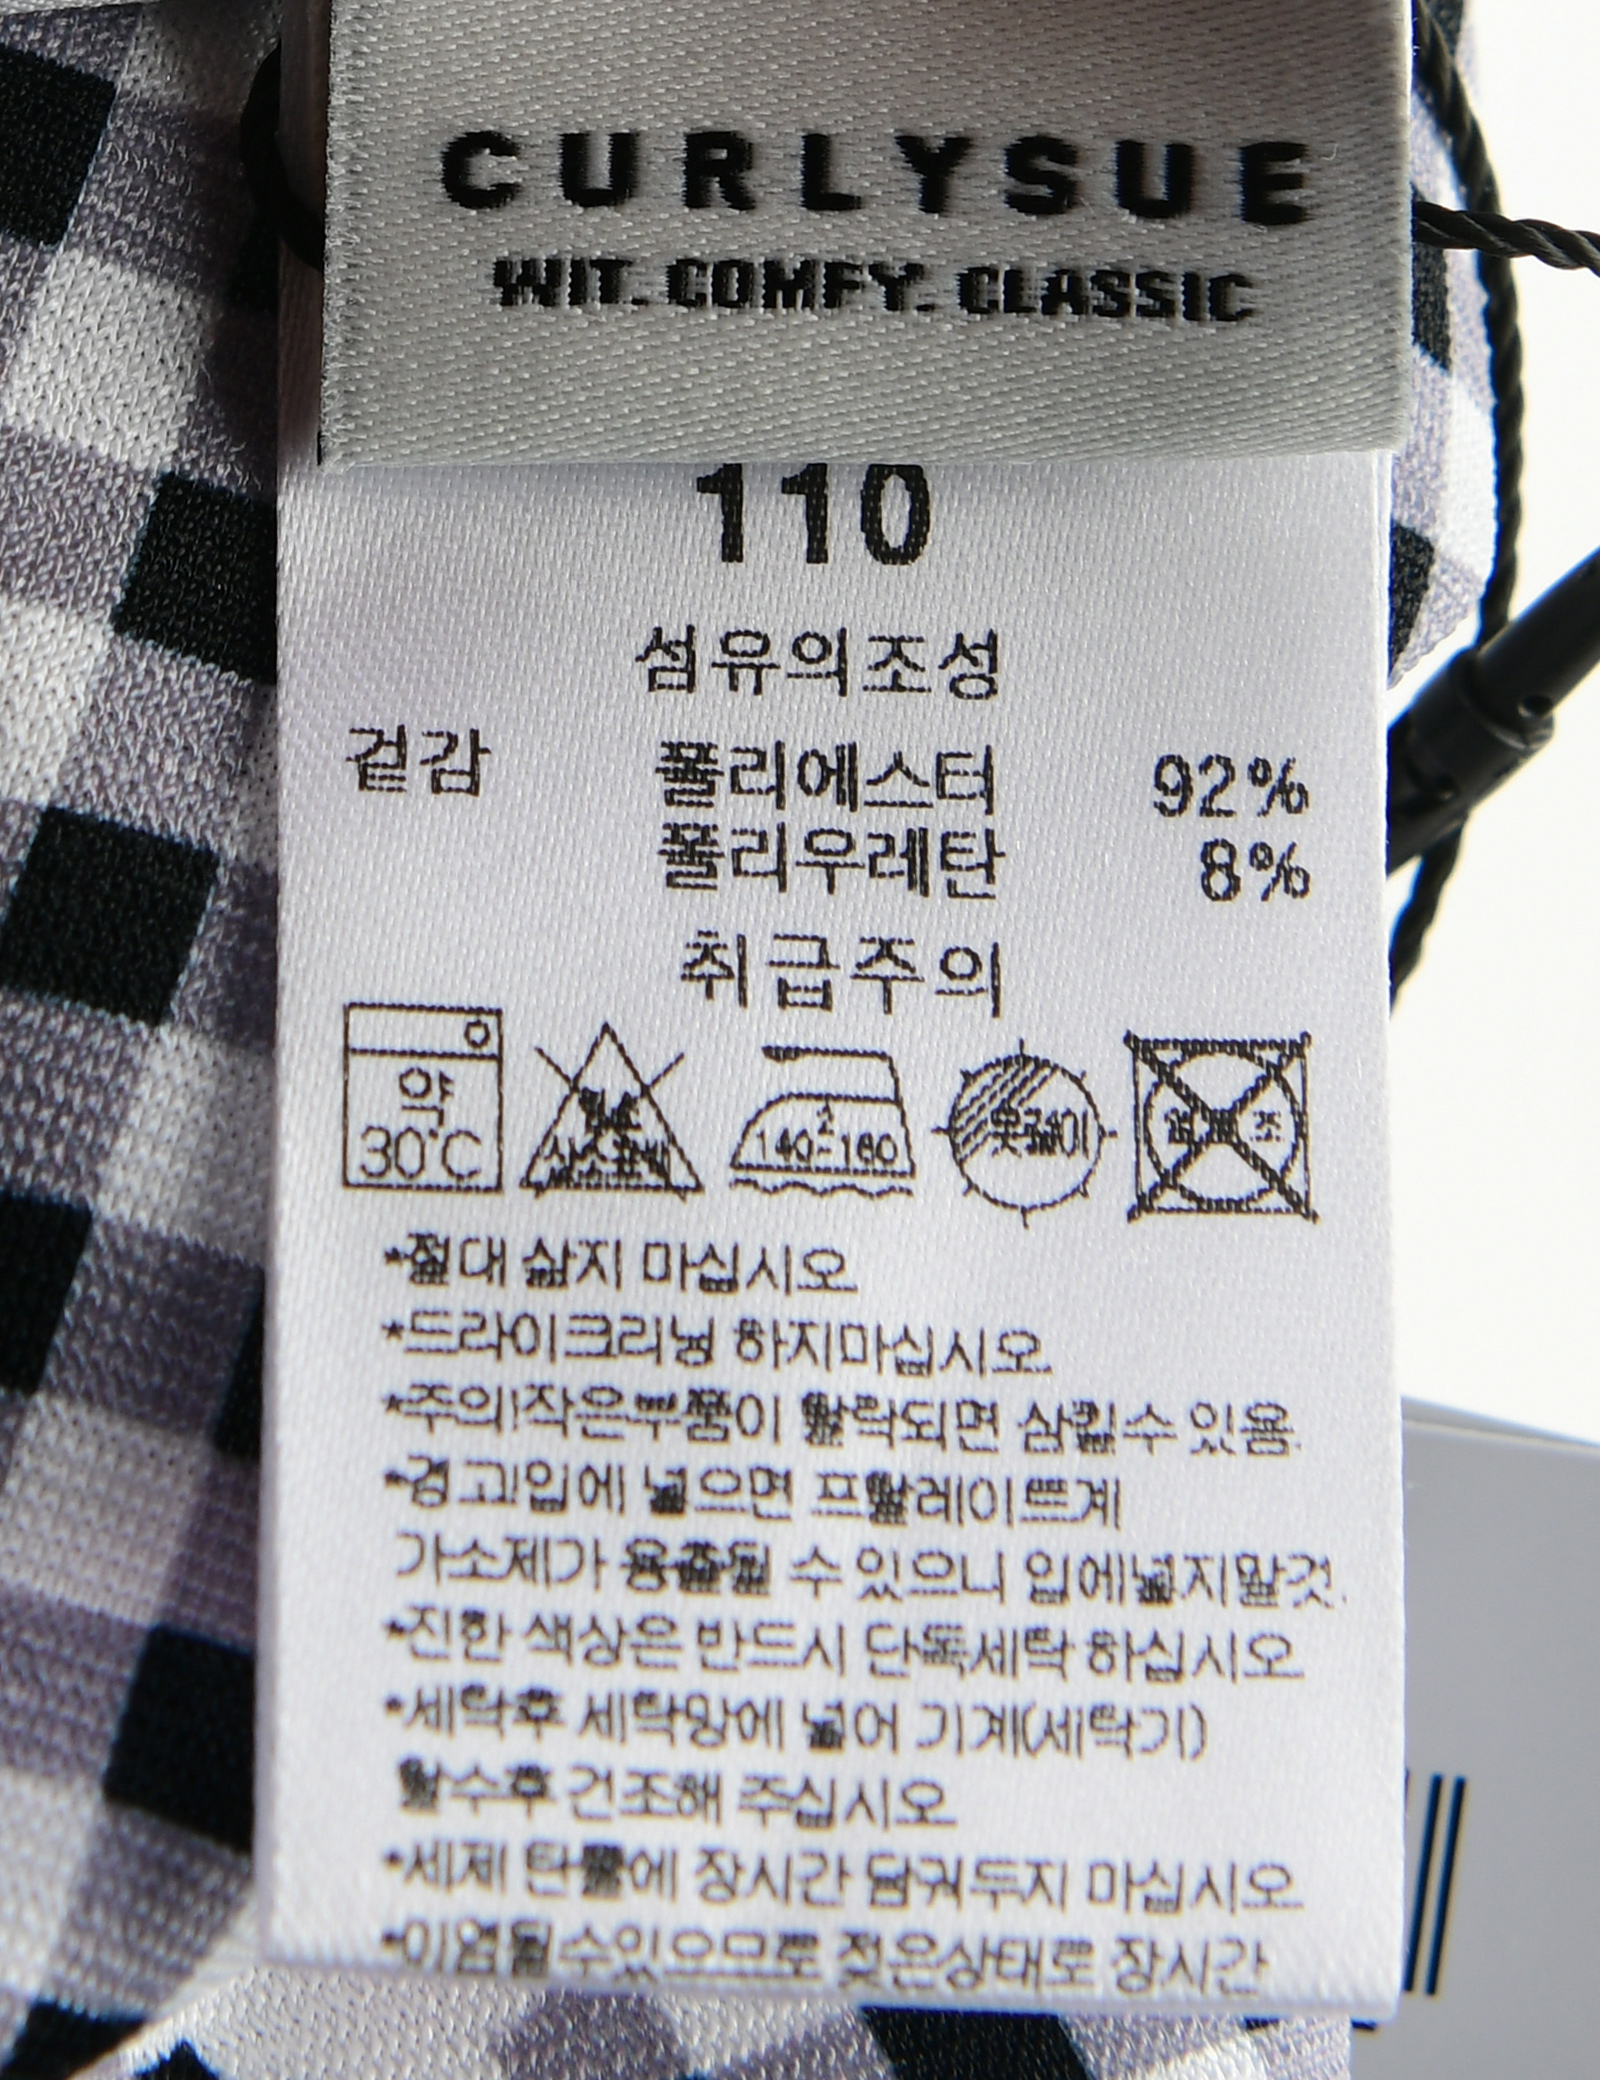 CURLYSUE
WIT. COMFY. CLASSIC
110
섬유의조성
겉감 폴리에스터 92%
폴리우레탄 8%
취급주의
약
30°C
2
140-160
옷걸이
*절대 삶지 마십시오
*드라이크리닝 하지마십시오.
*주의!작은부품이 탈락되면 삼킬수 있음.
*경고!입에 넣으면 프탈레이트계
가소제가 용출될 수 있으니 입에넣지말것.
*진한 색상은 반드시 단독세탁 하십시오.
*세탁후 세탁망에 넣어 기계(세탁기)
탈수후 건조해 주십시오.
*세제 탄물에 장시간 담궈두지 마십시오.
*이염될수있으므로 젖은상태로 장시간